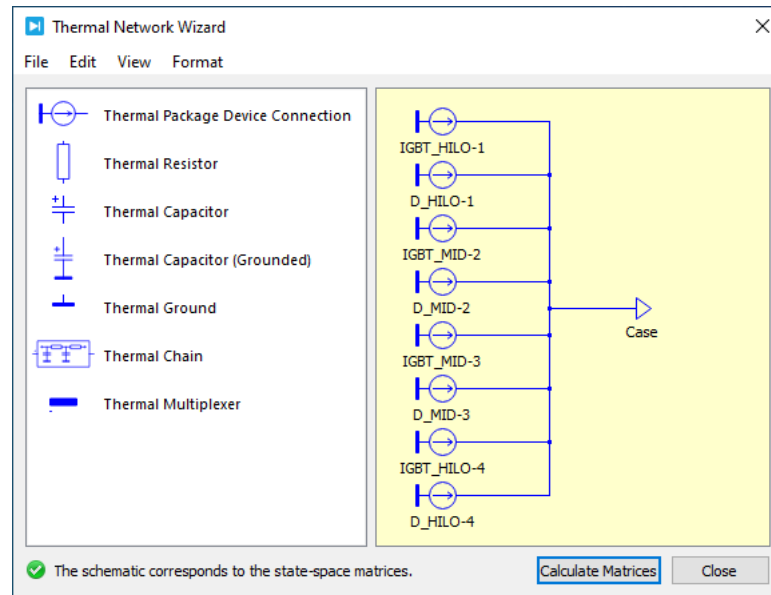 Thermal Network Wizard
File Edit View Format
Thermal Package Device Connection
Thermal Resistor
Thermal Capacitor
Thermal Capacitor (Grounded)
Thermal Ground
Thermal Chain
Thermal Multiplexer
IGBT_HILO-1
D_HILO-1
IGBT_MID-2
D_MID-2
Case
IGBT_MID-3
D_MID-3
IGBT_HILO-4
D_HILO-4
The schematic corresponds to the state-space matrices.
Calculate Matrices
Close